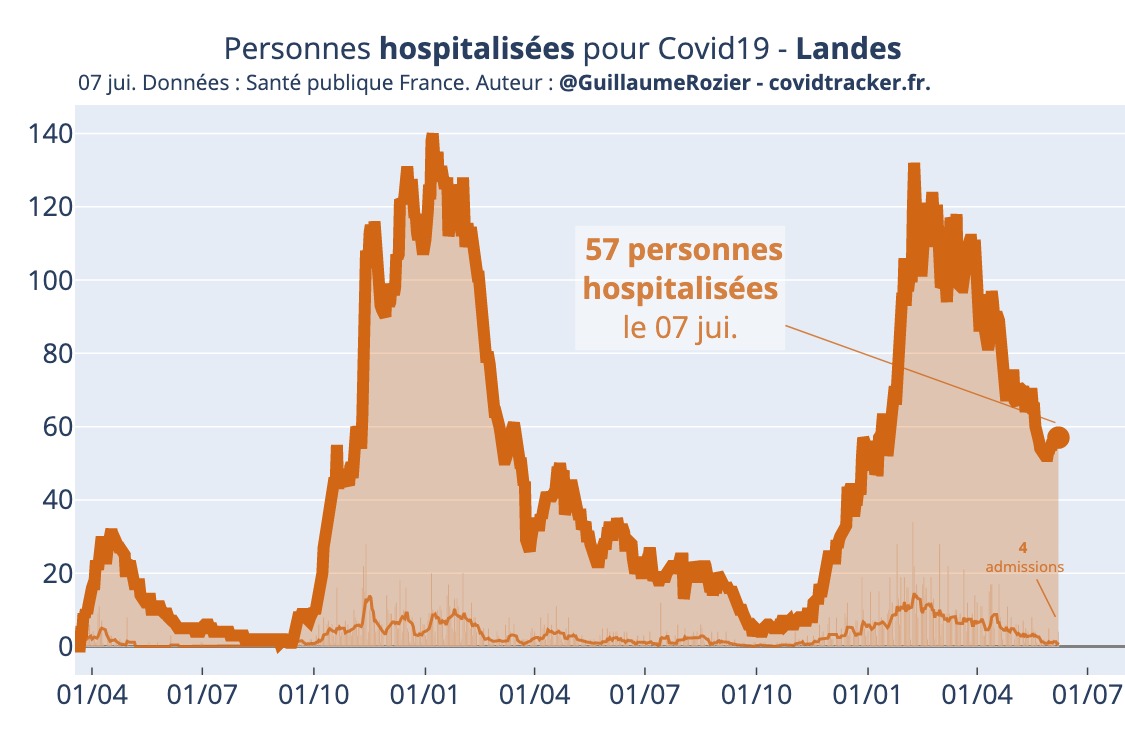 Personnes hospitalisées pour Covid19 - Landes
07 jui. Données : Santé publique France. Auteur : @GuillaumeRozier - covidtracker.fr.
140
120
100
80
60
40
20
0
57 personnes
hospitalisées
le 07 jui.
4
admissions
01/04 01/07 01/10 01/01 01/04 01/07 01/10 01/01 01/04 01/07